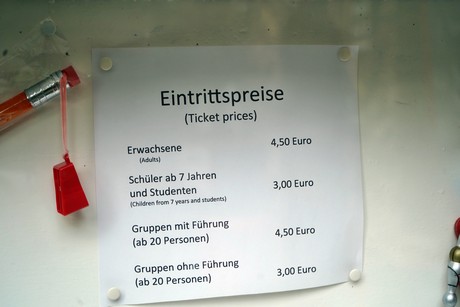 Eintrittspreise
(Ticket prices)
Erwachsene 4,50 Euro
(Adults)
Schüler ab 7 Jahren
und Studenten 3,00 Euro
(Children from 7 years and students)
Gruppen mit Führung 4,50 Euro
(ab 20 Personen)
Gruppen ohne Führung 3,00 Euro
(ab 20 Personen)